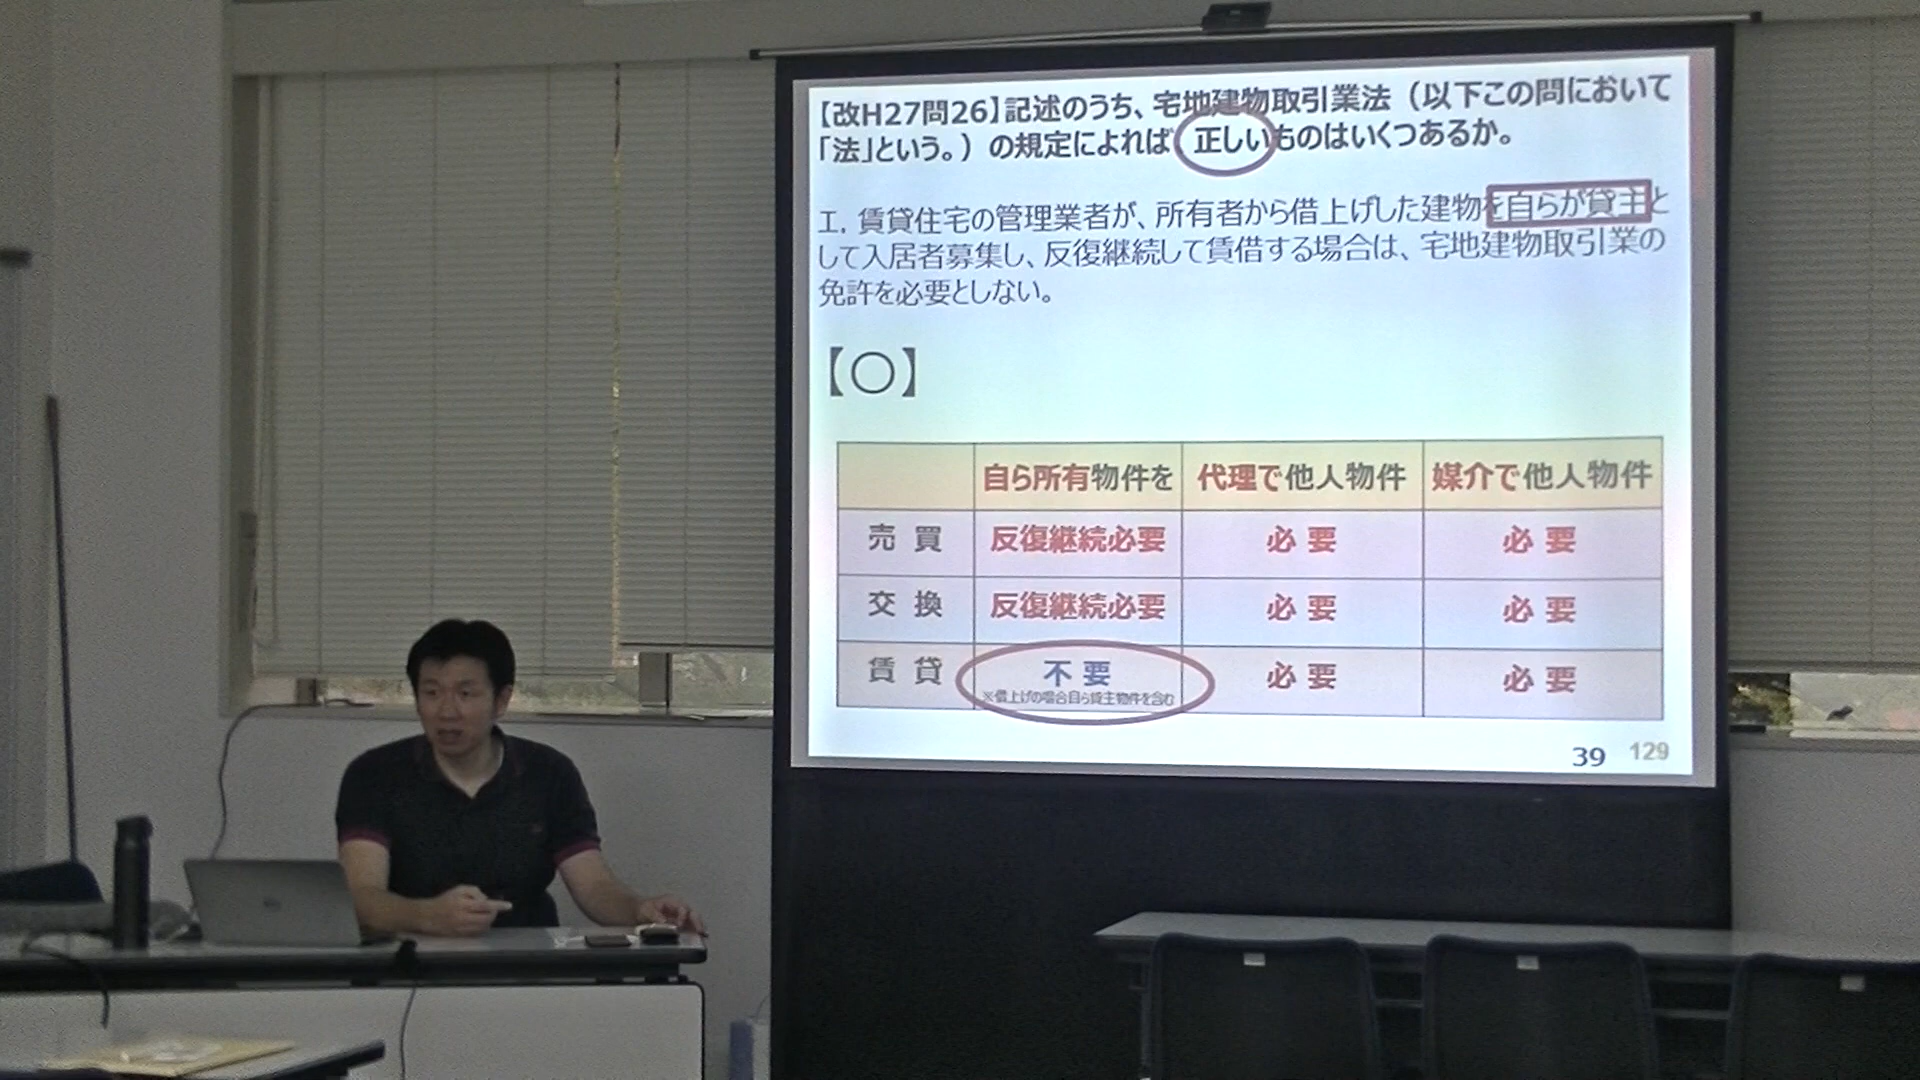 【改H27問26】記述のうち、宅地建物取引業法（以下この問において
「法」という。）の規定によれば 正しいものはいくつあるか。
エ. 賃貸住宅の管理業者が、所有者から借上げした建物を自らが貸主と
して入居者募集し、反復継続して賃借する場合は、宅地建物取引業の
免許を必要としない。
【〇】
自ら所有物件を 代理で他人物件 媒介で他人物件
売 買 反復継続必要 必 要 必 要
交 換 反復継続必要 必 要 必 要
賃 貸 不 要 必 要 必 要
※借上げの場合自ら貸主物件を含む
39 129